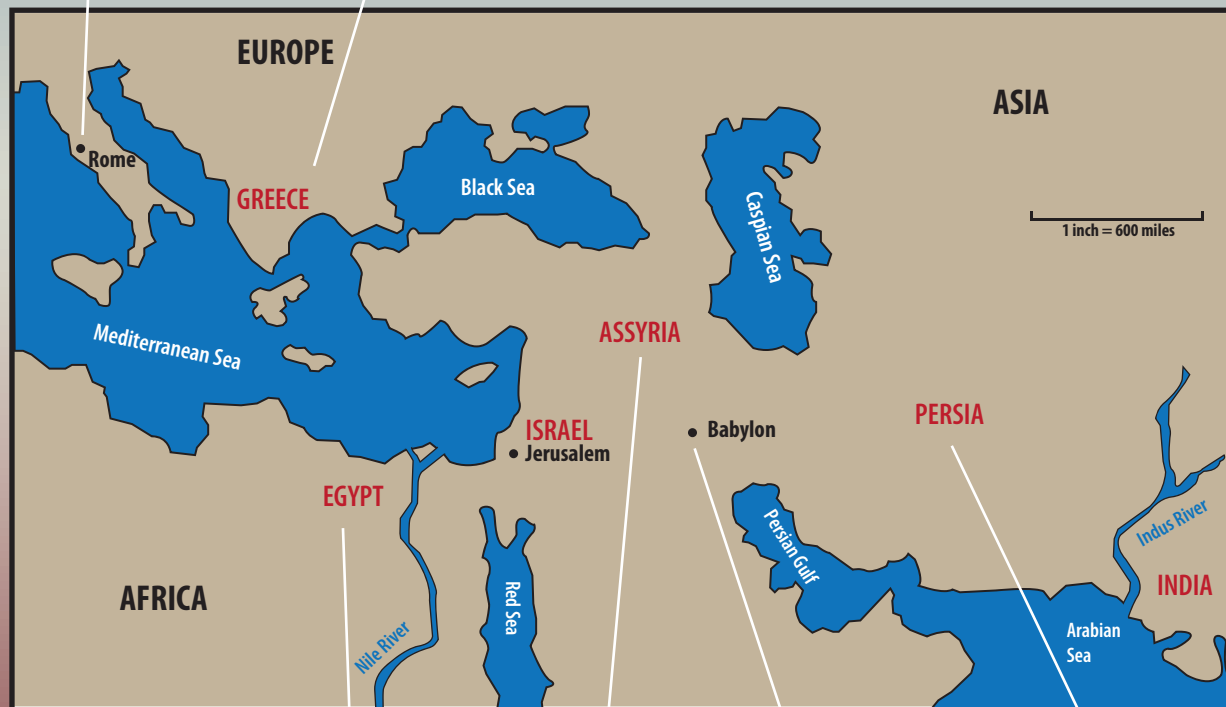 EUROPE
ASIA
Rome
GREECE
Black Sea
Caspian Sea
1 inch = 600 miles
Mediterranean Sea
ASSYRIA
PERSIA
ISRAEL
Babylon
Jerusalem
EGYPT
Persian Gulf
Indus River
AFRICA
Red Sea
INDIA
Nile River
Arabian
Sea